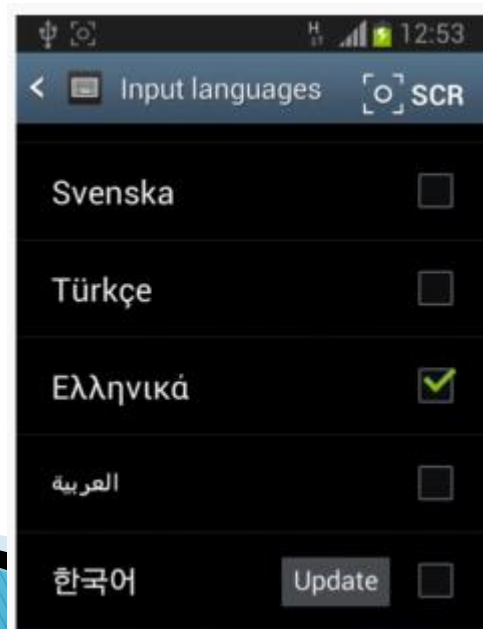 12:53
Input languages SCR
Svenska
Türkçe
Ελληνικά
العربية
한국어 Update